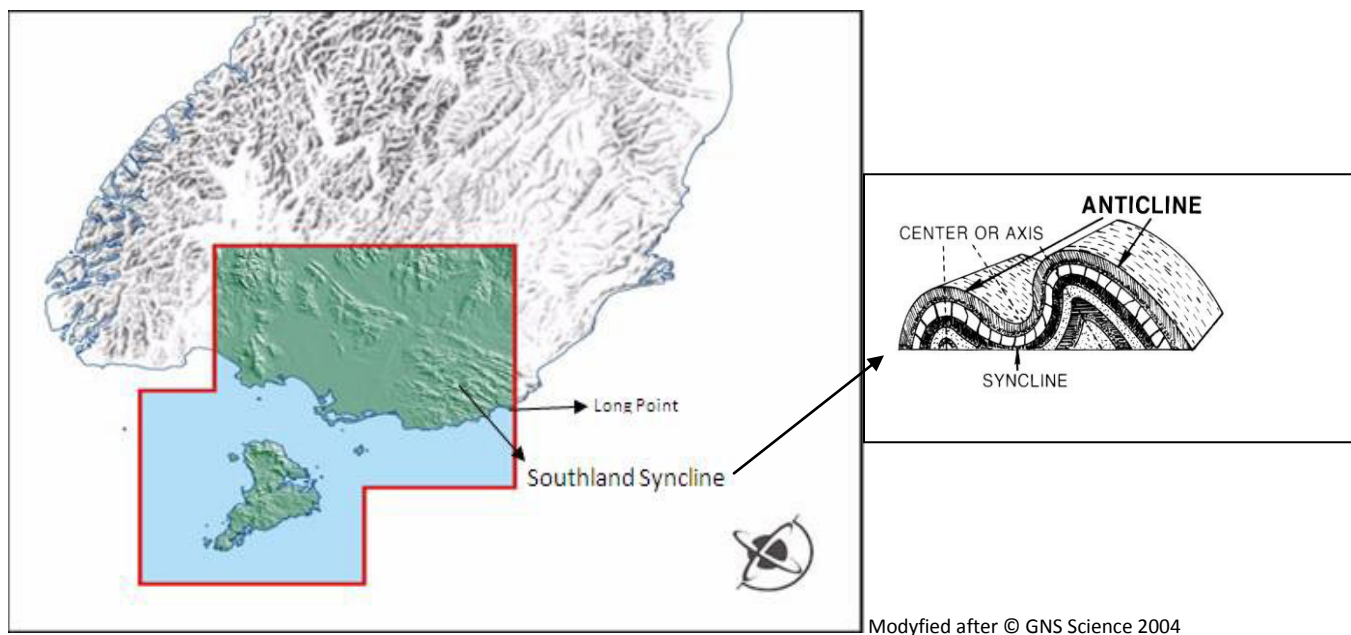 Long Point
Southland Syncline
ANTICLINE
CENTER OR AXIS
SYNCLINE
Modyfied after © GNS Science 2004